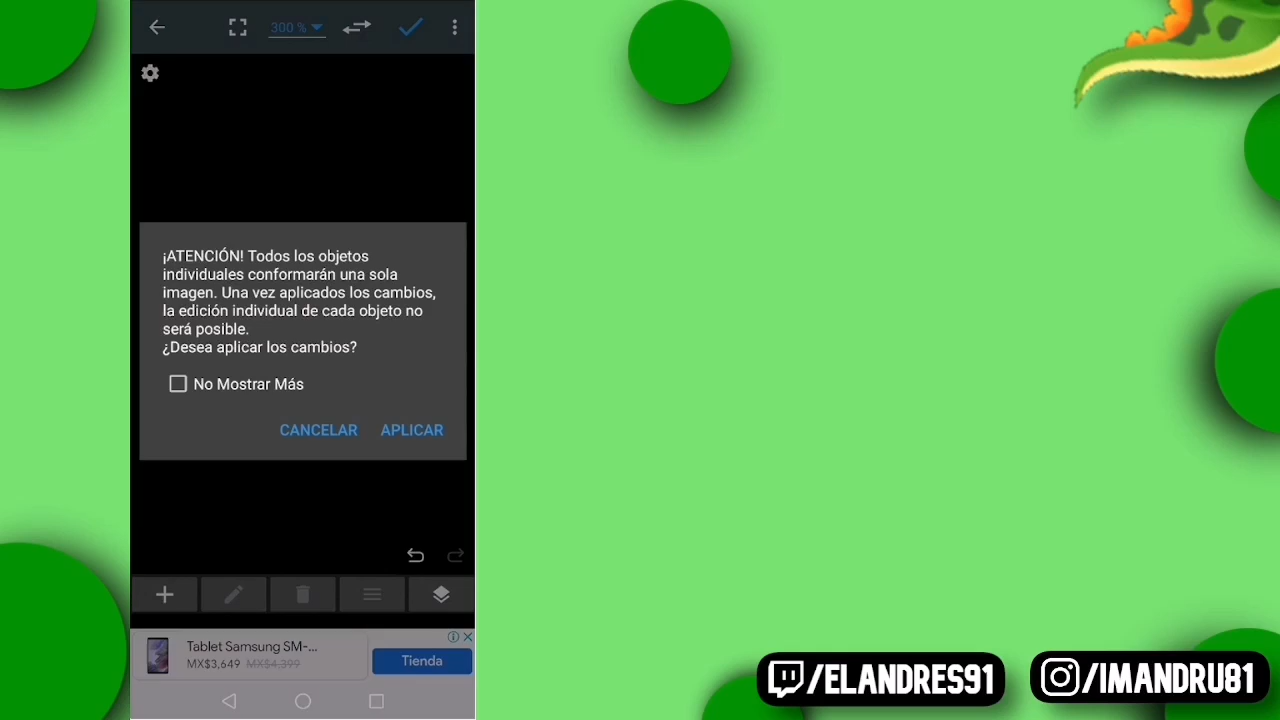 300 %
¡ATENCIÓN! Todos los objetos
individuales conformarán una sola
imagen. Una vez aplicados los cambios,
la edición individual de cada objeto no
será posible.
¿Desea aplicar los cambios?
No Mostrar Más
CANCELAR APLICAR
Tablet Samsung SM-...
MX$3,649 MX$4,399
Tienda
/ELANDRES91
/IMANDRU81